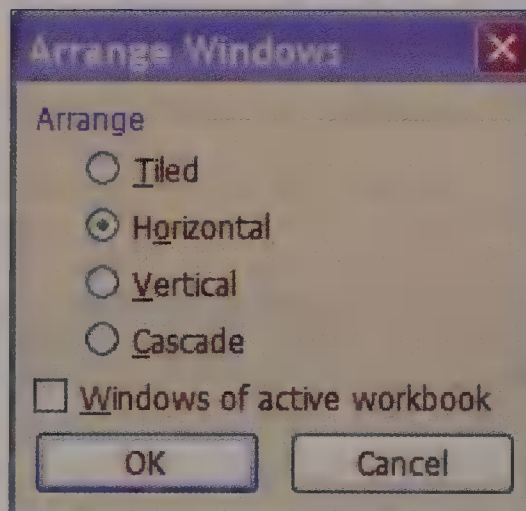 Arrange Windows
Arrange
Tiled
Horizontal
Vertical
Cascade
Windows of active workbook
OK Cancel